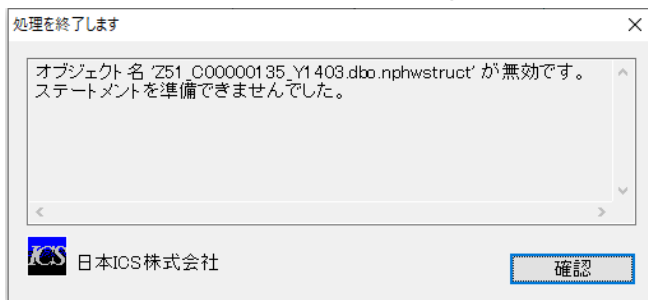 処理を終了します
オブジェクト名 'Z51_C00000135_Y1403.dbo.nphwstruct' が無効です。
ステートメントを準備できませんでした。
ICS 日本ICS株式会社
確認